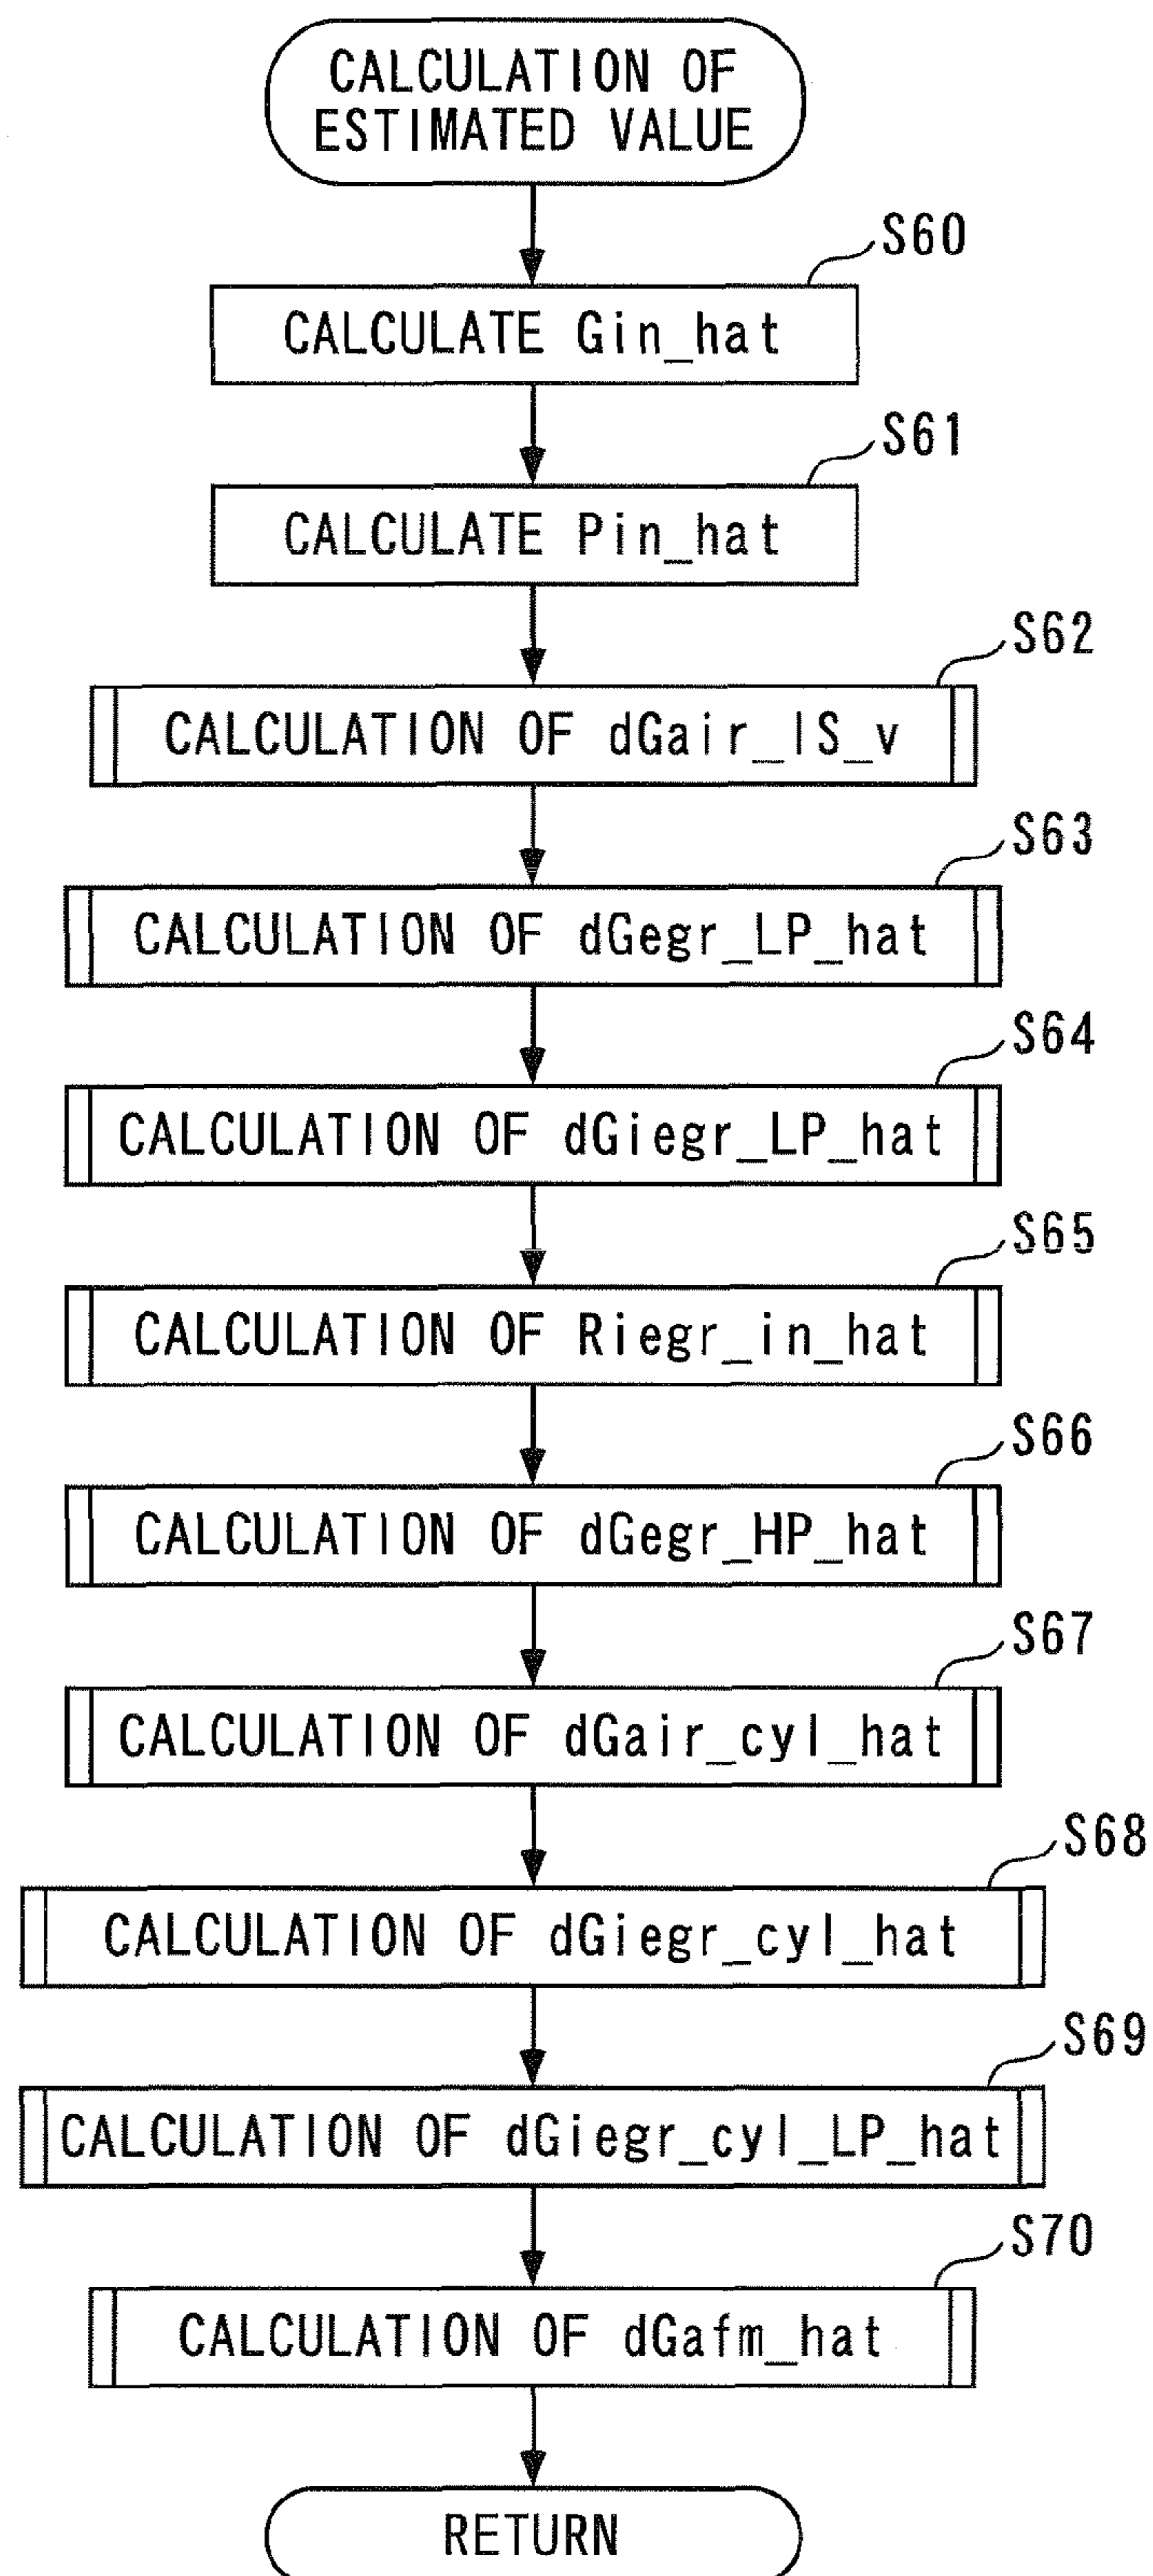 CALCULATION OF
ESTIMATED VALUE
S60
CALCULATE Gin_hat
S61
CALCULATE Pin_hat
S62
CALCULATION OF dGair_IS_v
S63
CALCULATION OF dGegr_LP_hat
S64
CALCULATION OF dGiegr_LP_hat
S65
CALCULATION OF Riegr_in_hat
S66
CALCULATION OF dGegr_HP_hat
S67
CALCULATION OF dGair_cyl_hat
S68
CALCULATION OF dGiegr_cyl_hat
S69
CALCULATION OF dGiegr_cyl_LP_hat
S70
CALCULATION OF dGafm_hat
RETURN